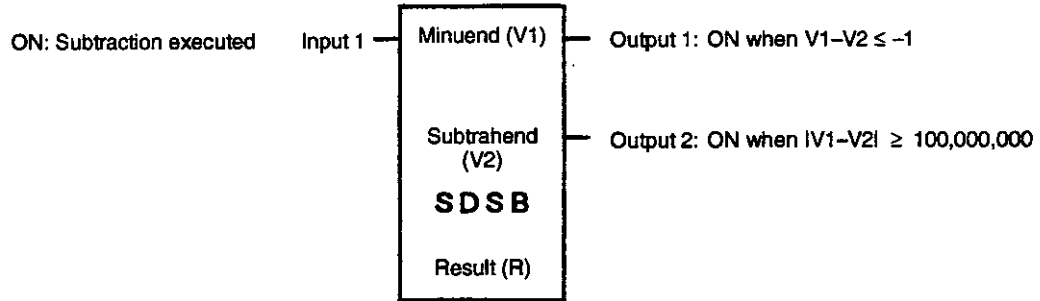 ON: Subtraction executed Input 1 Minuend (V1) Output 1: ON when V1–V2 ≤ –1
Subtrahend Output 2: ON when |V1–V2| ≥ 100,000,000
(V2)
SDSB
Result (R)